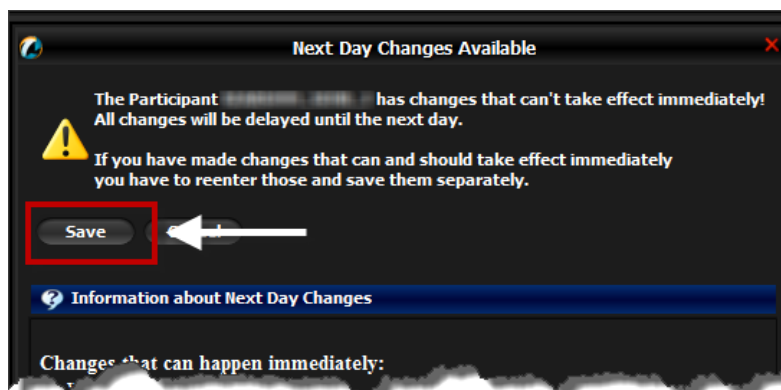 Next Day Changes Available
The Participant has changes that can't take effect immediately!
All changes will be delayed until the next day.
If you have made changes that can and should take effect immediately
you have to reenter those and save them separately.
Save
Information about Next Day Changes
Changes that can happen immediately: